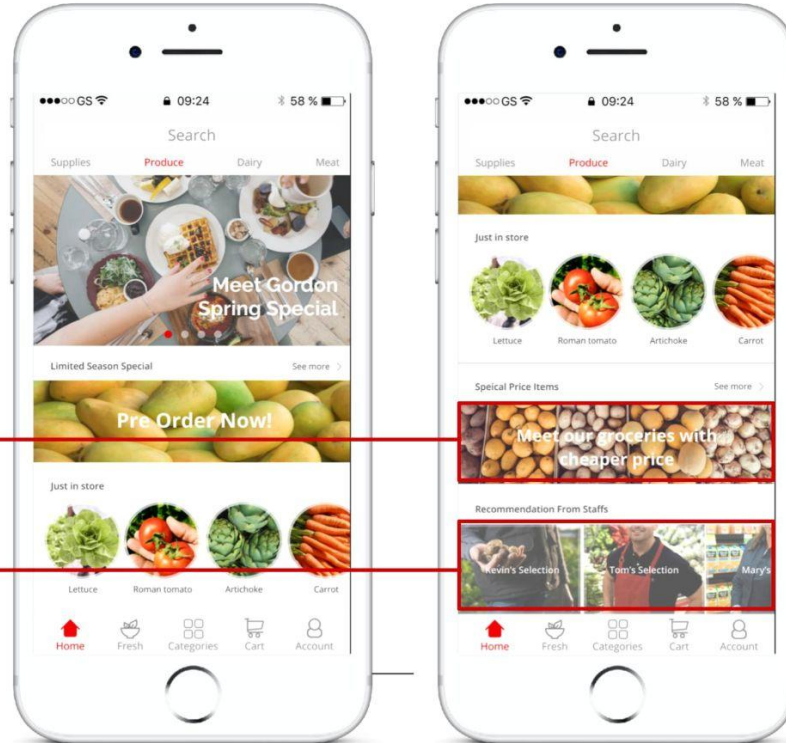 GS 09:24 58 %
Search
Supplies Produce Dairy Meat
Meet Gordon
Spring Special
Limited Season Special See more
Pre Order Now!
Just in store
Lettuce Roman tomato Artichoke Carrot
Home Fresh Categories Cart Account
GS 09:24 58 %
Search
Supplies Produce Dairy Meat
Just in store
Lettuce Roman tomato Artichoke Carrot
Speical Price Items See more
Meet our groceries with
cheaper price
Recommendation From Staffs
Kevin's Selection Tom's Selection Mary's
Home Fresh Categories Cart Account